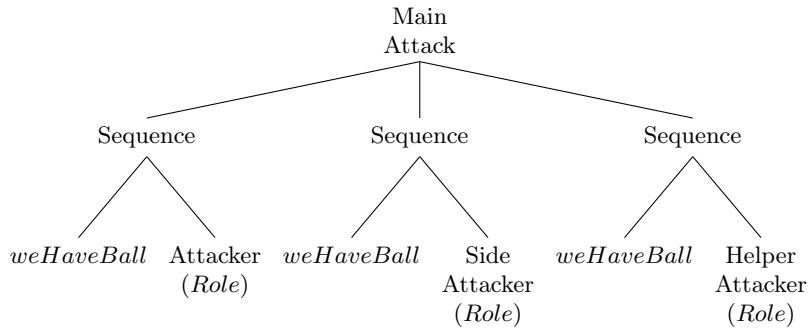 Main
Attack
Sequence Sequence Sequence
weHaveBall Attacker weHaveBall Side weHaveBall Helper
(Role) Attacker Attacker
(Role) (Role)